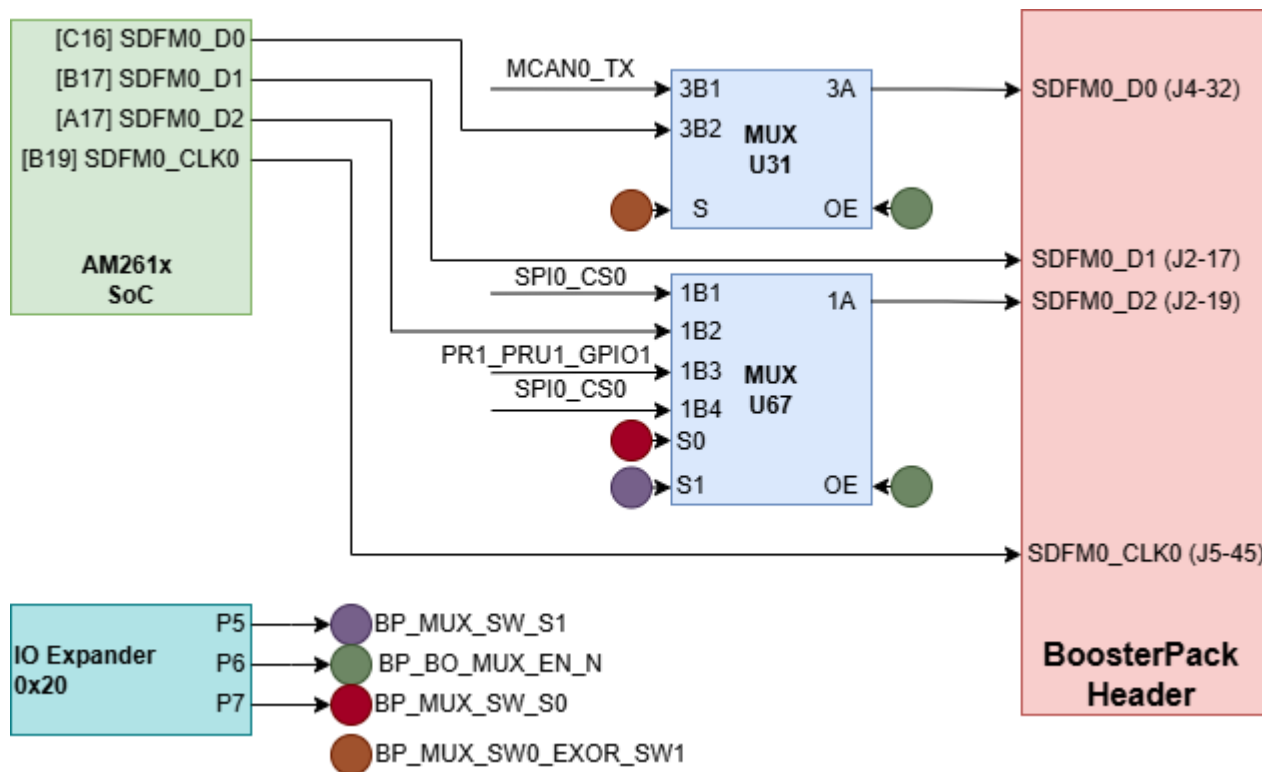 [C16] SDFM0_D0
[B17] SDFM0_D1
[A17] SDFM0_D2
[B19] SDFM0_CLK0
AM261x
SoC
MCAN0_TX
3B1
3A
3B2
MUX
U31
S
OE
SPI0_CS0
1B1
1A
1B2
PR1_PRU1_GPIO1
1B3
MUX
U67
SPI0_CS0
1B4
S0
S1
OE
SDFM0_D0 (J4-32)
SDFM0_D1 (J2-17)
SDFM0_D2 (J2-19)
SDFM0_CLK0 (J5-45)
BoosterPack
Header
IO Expander
0x20
P5
BP_MUX_SW_S1
P6
BP_BO_MUX_EN_N
P7
BP_MUX_SW_S0
BP_MUX_SW0_EXOR_SW1